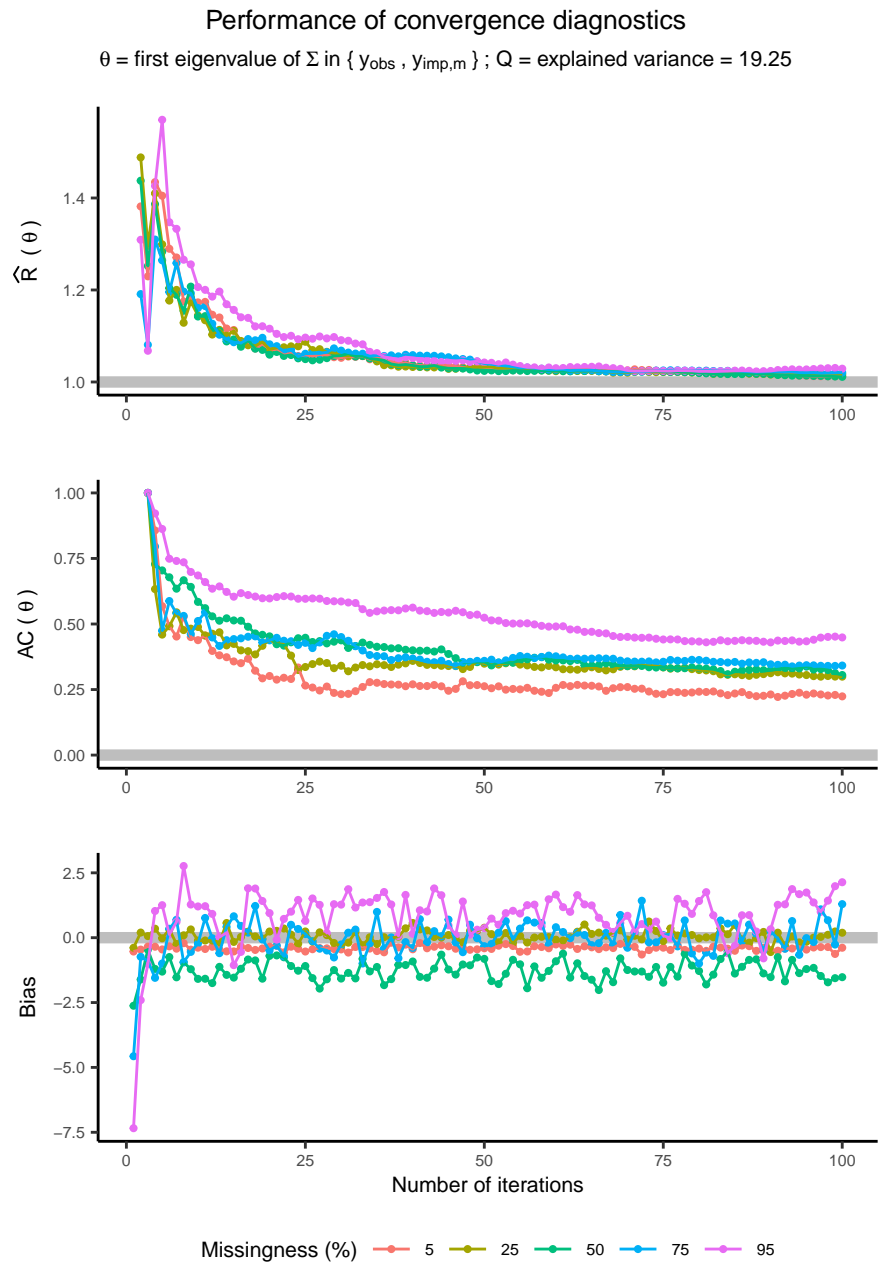 Performance of convergence diagnostics
θ = first eigenvalue of Σ in { yobs , yimp,m } ; Q = explained variance = 19.25
R̂ ( θ )
1.4
1.2
1.0
0 25 50 75 100
AC ( θ )
1.00
0.75
0.50
0.25
0.00
0 25 50 75 100
Bias
2.5
0.0
−2.5
−5.0
−7.5
0 25 50 75 100
Number of iterations
Missingness (%) 5 25 50 75 95